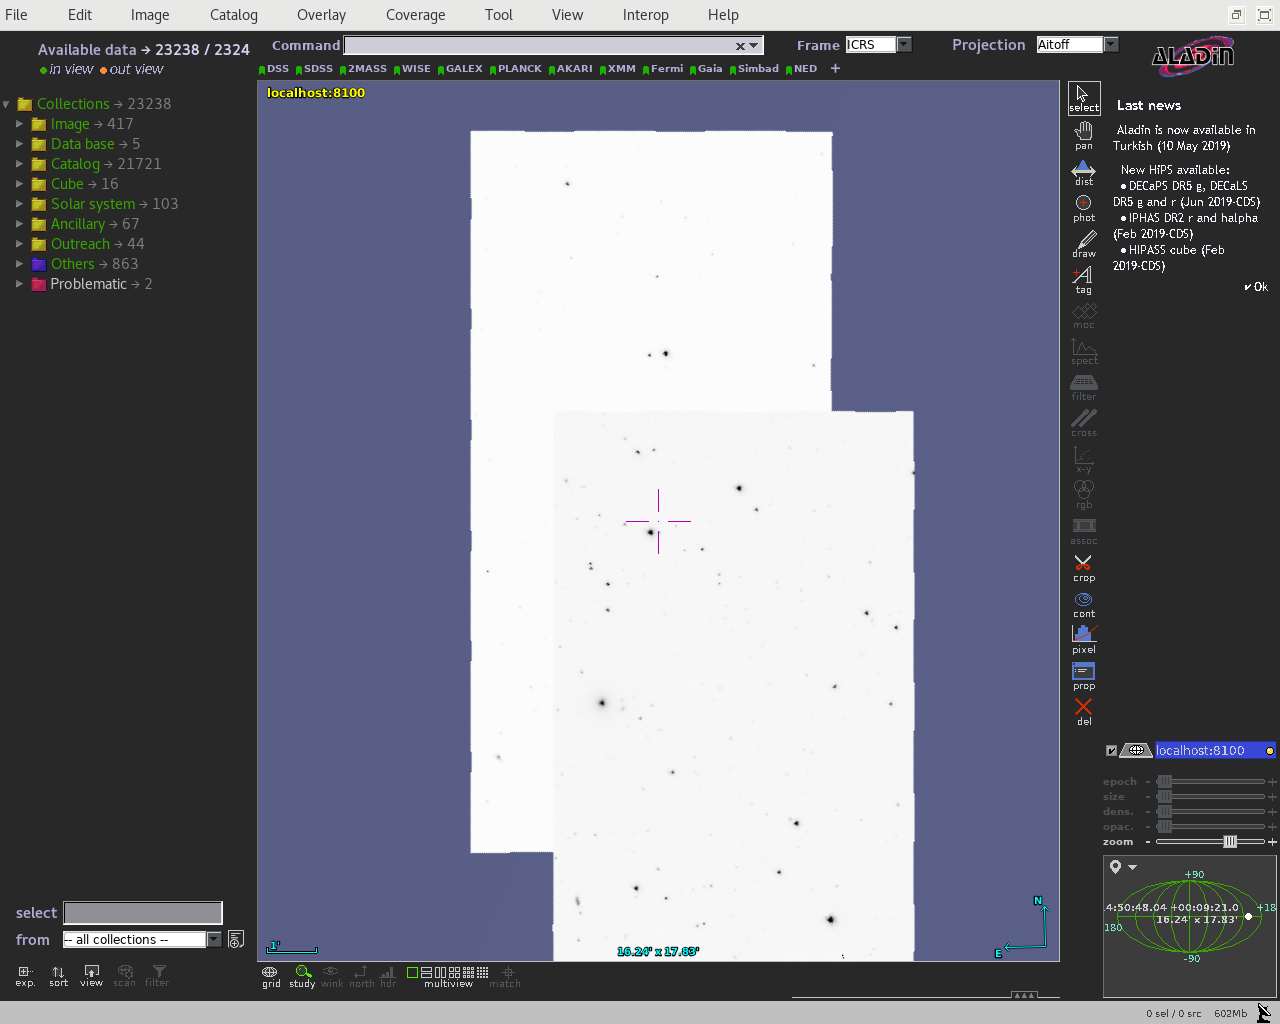 File Edit Image Catalog Overlay Coverage Tool View Interop Help
Available data → 23238 / 2324
in view out view
Command
Frame ICRS
Projection Aitoff
ALADIN
DSS SDSS 2MASS WISE GALEX PLANCK AKARI XMM Fermi Gaia Simbad NED +
Collections → 23238
Image → 417
Data base → 5
Catalog → 21721
Cube → 16
Solar system → 103
Ancillary → 67
Outreach → 44
Others → 863
Problematic → 2
select
from -- all collections --
exp. sort view scan filter
localhost:8100
N
E
1'
16.24' x 17.83'
grid study wink north hdr multiview match
select
pan
dist
phot
draw
tag
moc
spect
filter
cross
x-y
rgb
assoc
crop
cont
pixel
prop
del
Last news
Aladin is now available in
Turkish (10 May 2019)
New HiPS available:
• DECaPS DR5 g, DECaLS
DR5 g and r (Jun 2019-CDS)
• IPHAS DR2 r and halpha
(Feb 2019-CDS)
• HIPASS cube (Feb
2019-CDS)
✔ Ok
localhost:8100
epoch - +
size - +
dens. - +
opac. - +
zoom - +
+90
4:50:48.04 +00:09:21.0 +18
16.24' x 17.83'
180
-90
0 sel / 0 src 602Mb